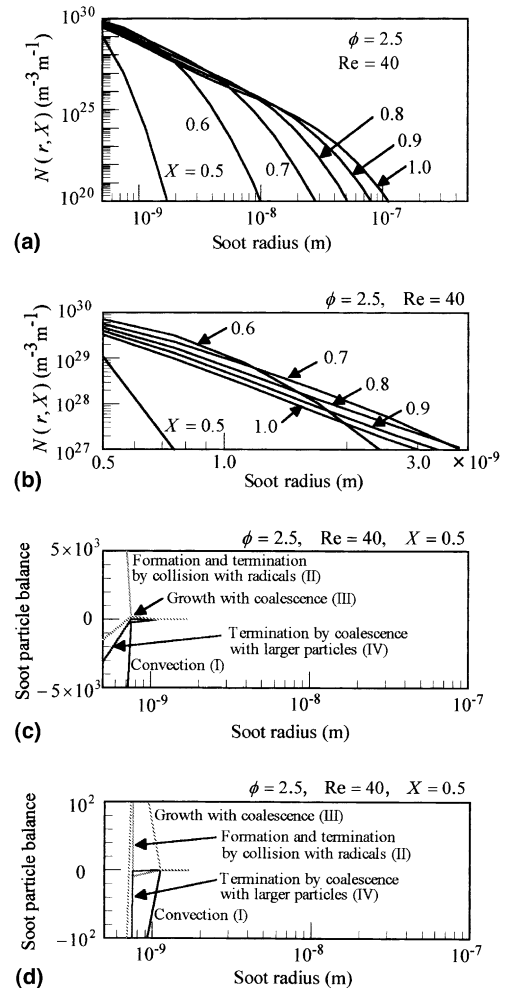 10^30
10^25
10^20
N(r, X) (m^-3 m^-1)
ϕ = 2.5
Re = 40
0.8
0.9
1.0
0.6
0.7
X = 0.5
10^-9
10^-8
10^-7
(a)
Soot radius (m)
ϕ = 2.5, Re = 40
10^30
10^29
10^28
10^27
N(r, X) (m^-3 m^-1)
0.6
0.7
0.8
0.9
X = 0.5
1.0
0.5
1.0
2.0
3.0
× 10^-9
(b)
Soot radius (m)
ϕ = 2.5, Re = 40, X = 0.5
5×10^3
0
−5×10^3
Soot particle balance
Formation and termination
by collision with radicals (II)
Growth with coalescence (III)
Termination by coalescence
with larger particles (IV)
Convection (I)
10^-9
10^-8
10^-7
(c)
Soot radius (m)
ϕ = 2.5, Re = 40, X = 0.5
10^2
0
−10^2
Soot particle balance
Growth with coalescence (III)
Formation and termination
by collision with radicals (II)
Termination by coalescence
with larger particles (IV)
Convection (I)
10^-9
10^-8
10^-7
(d)
Soot radius (m)